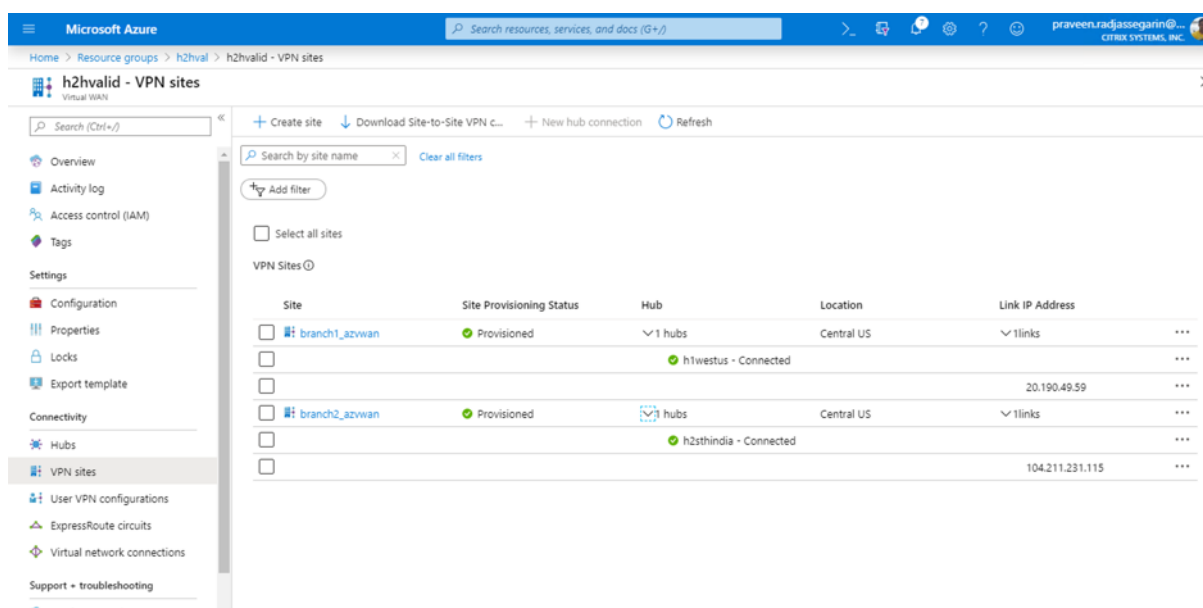 Microsoft Azure
Search resources, services, and docs (G+/)
7
praveen.radjassegarin@...
CITRIX SYSTEMS, INC.
Home > Resource groups > h2hval > h2hvalid - VPN sites
h2hvalid - VPN sites
Virtual WAN
Search (Ctrl+/)
Overview
Activity log
Access control (IAM)
Tags
Settings
Configuration
Properties
Locks
Export template
Connectivity
Hubs
VPN sites
User VPN configurations
ExpressRoute circuits
Virtual network connections
Support + troubleshooting
Create site Download Site-to-Site VPN c... New hub connection Refresh
Search by site name Clear all filters
Add filter
Select all sites
VPN Sites
Site Site Provisioning Status Hub Location Link IP Address
branch1_azvwan Provisioned 1 hubs Central US 1links
h1westus - Connected
20.190.49.59
branch2_azvwan Provisioned 1 hubs Central US 1links
h2sthindia - Connected
104.211.231.115